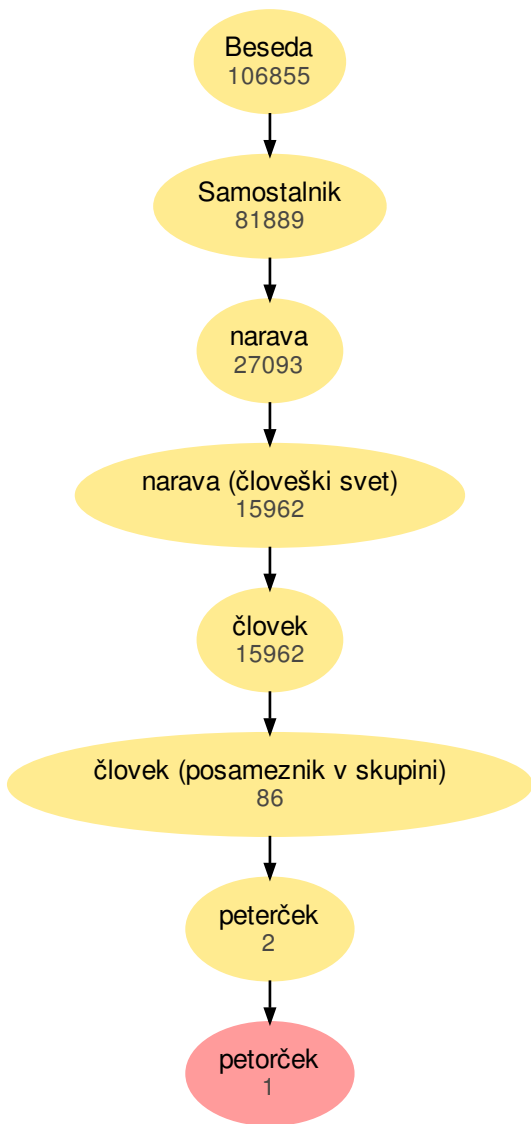 Beseda
106855
Samostalnik
81889
narava
27093
narava (človeški svet)
15962
človek
15962
človek (posameznik v skupini)
86
peterček
2
petorček
1